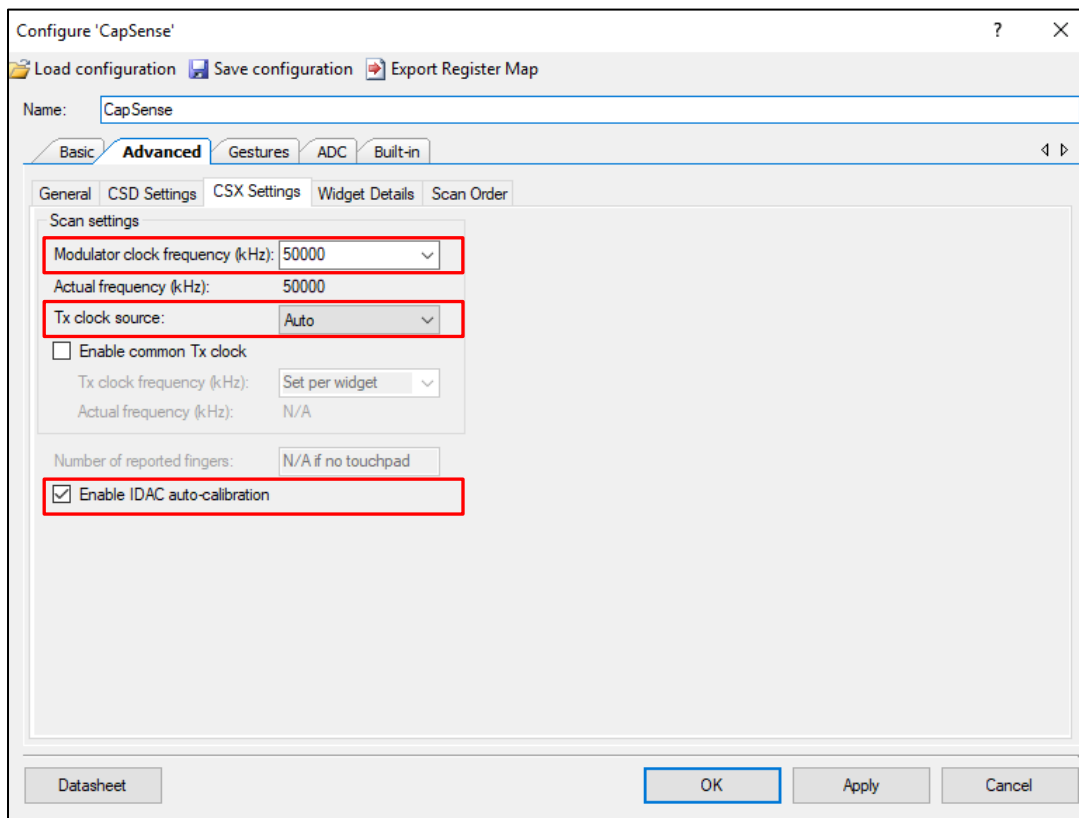 Configure 'CapSense'
?
Load configuration Save configuration Export Register Map
Name: CapSense
Basic Advanced Gestures ADC Built-in
General CSD Settings CSX Settings Widget Details Scan Order
Scan settings
Modulator clock frequency (kHz): 50000
Actual frequency (kHz): 50000
Tx clock source: Auto
Enable common Tx clock
Tx clock frequency (kHz): Set per widget
Actual frequency (kHz): N/A
Number of reported fingers: N/A if no touchpad
Enable IDAC auto-calibration
Datasheet OK Apply Cancel